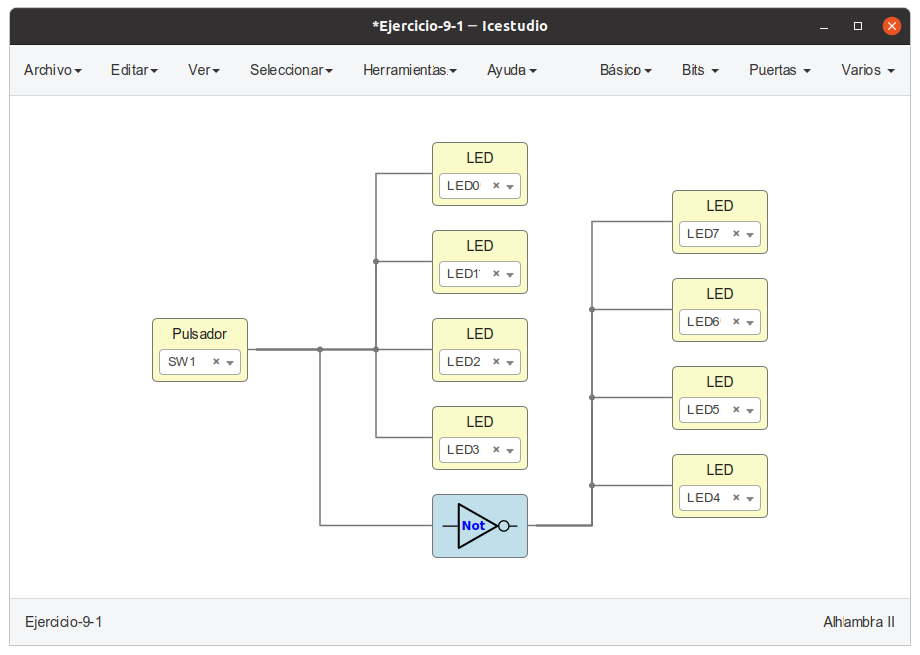 *Ejercicio-9-1 — Icestudio
Archivo Editar Ver Seleccionar Herramientas Ayuda Básico Bits Puertas Varios
LED
LED0
LED
LED7
LED
LED1
LED
LED6
Pulsador
SW1
LED
LED2
LED
LED5
LED
LED3
LED
LED4
Not
Ejercicio-9-1
Alhambra II